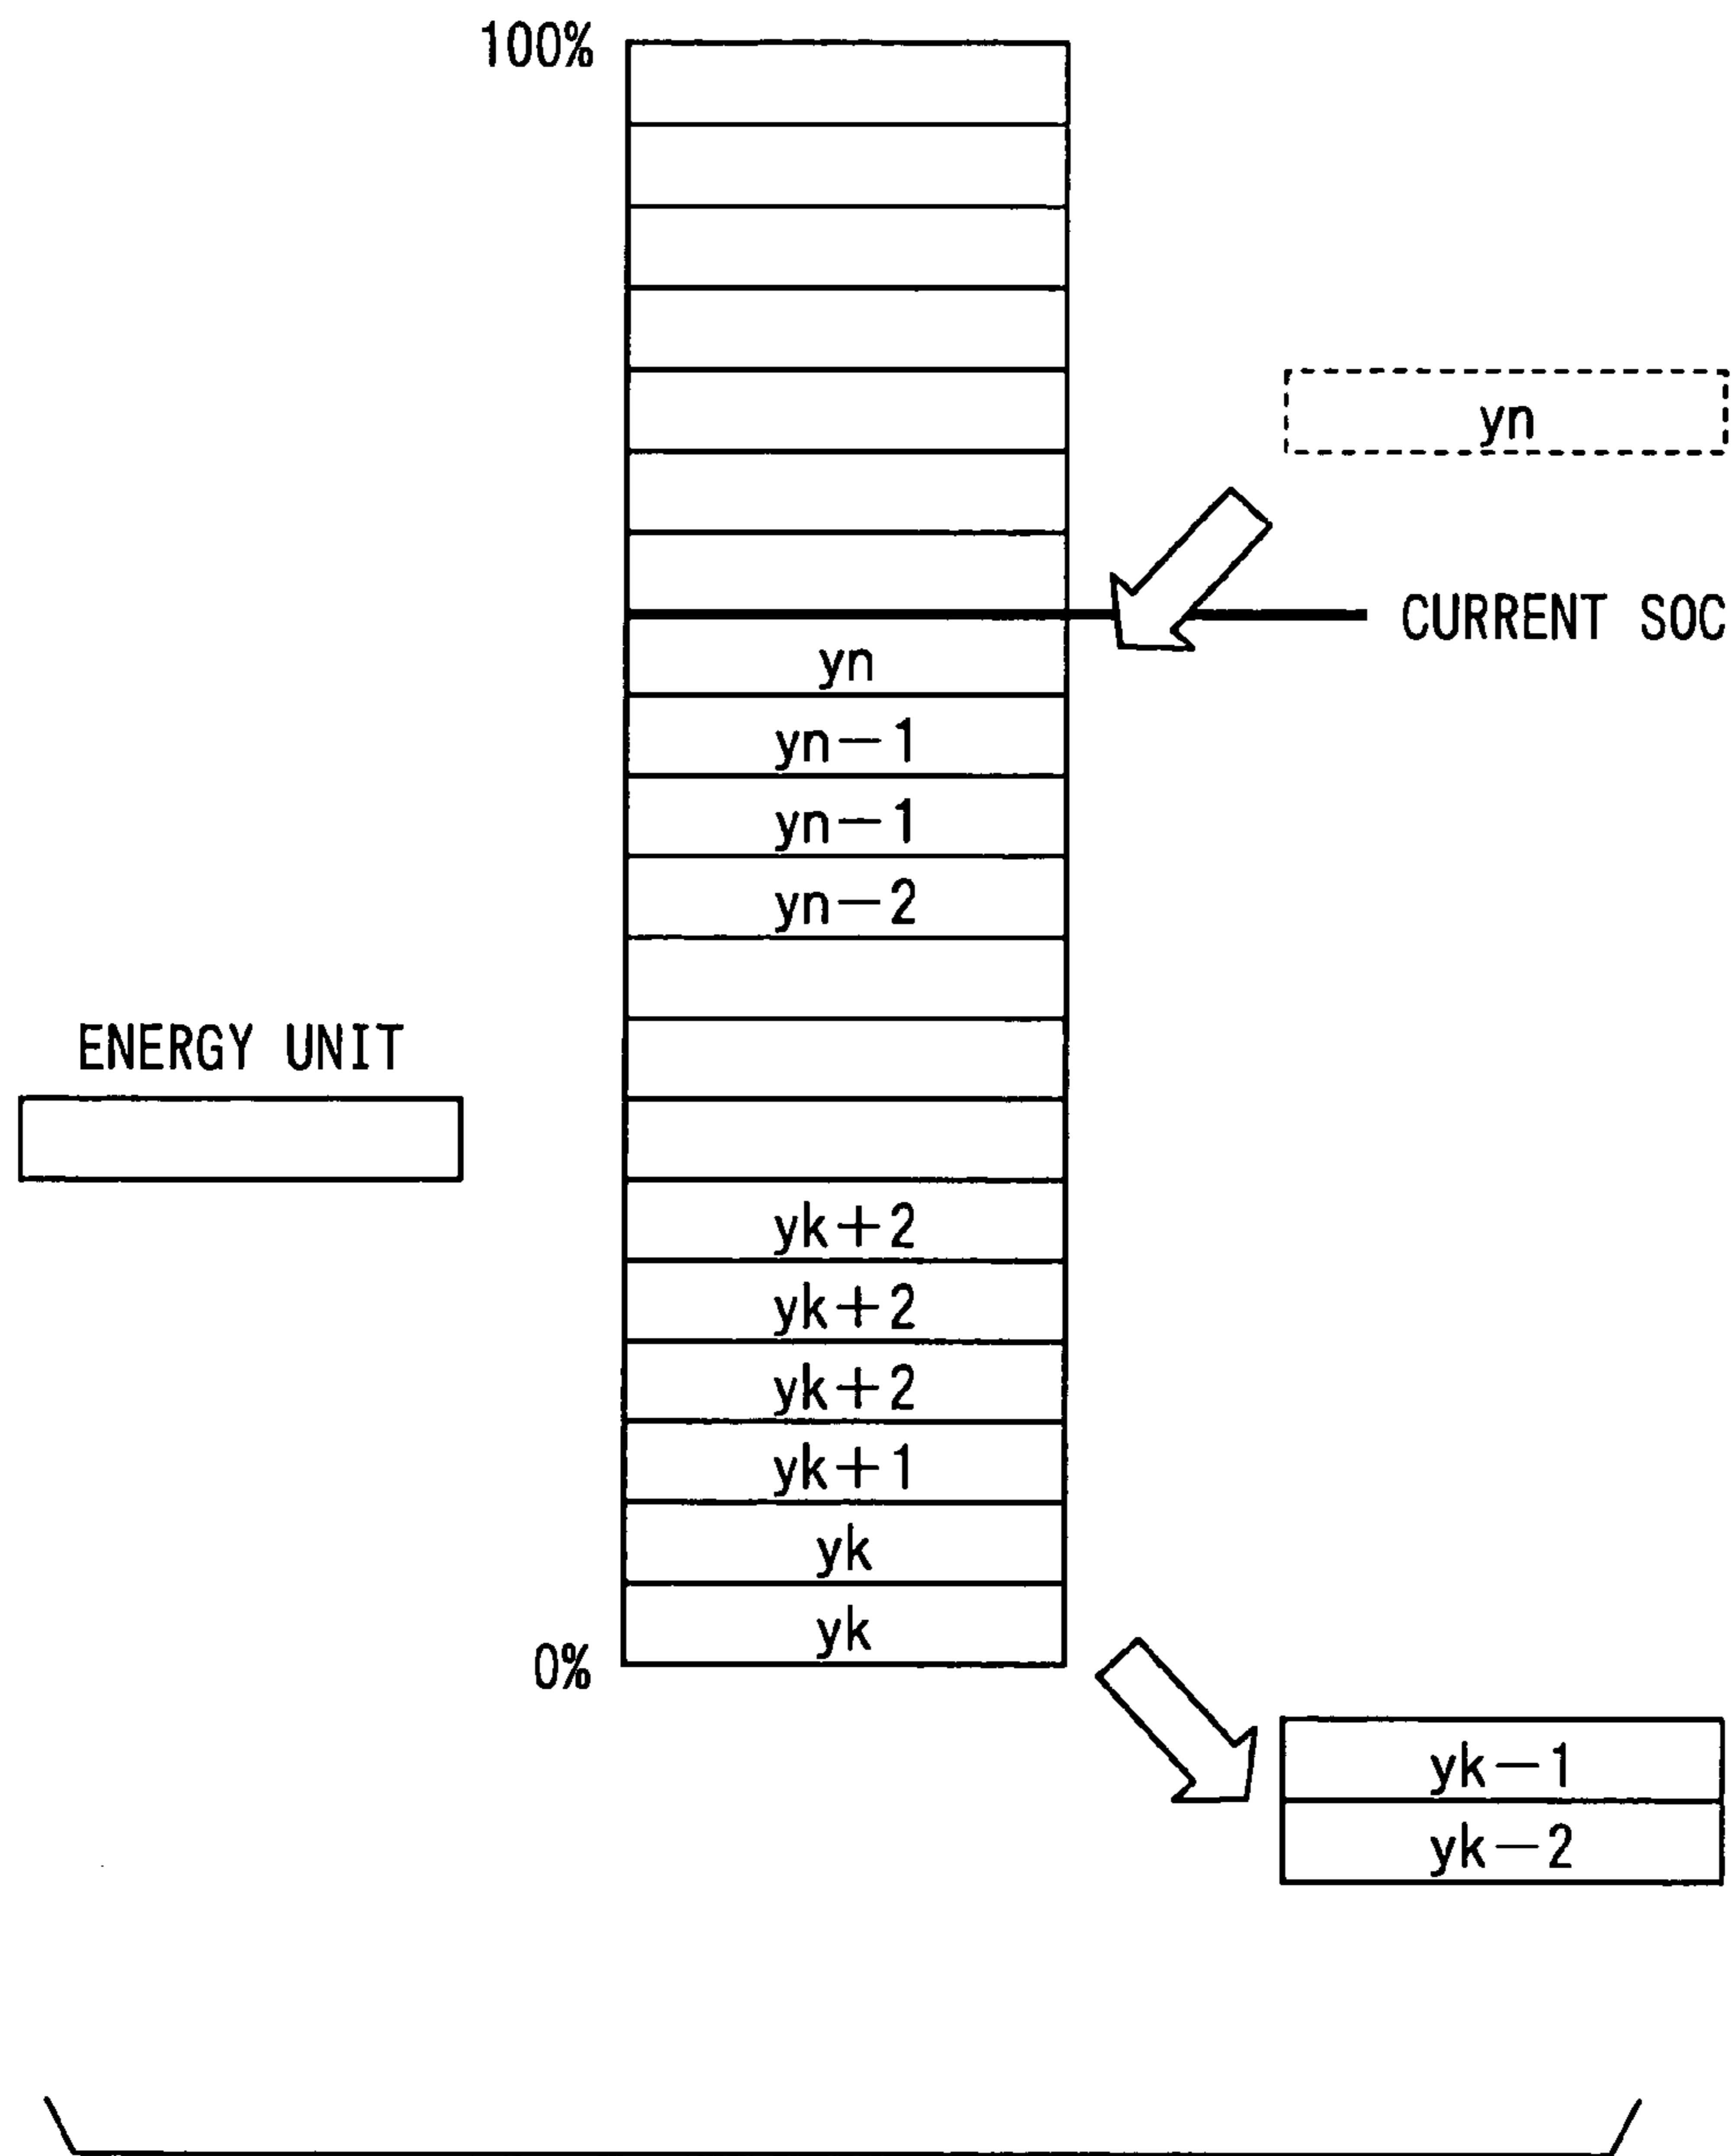 100%
yn
CURRENT SOC
yn
yn-1
yn-1
yn-2
ENERGY UNIT
yk+2
yk+2
yk+2
yk+1
yk
yk
0%
yk-1
yk-2